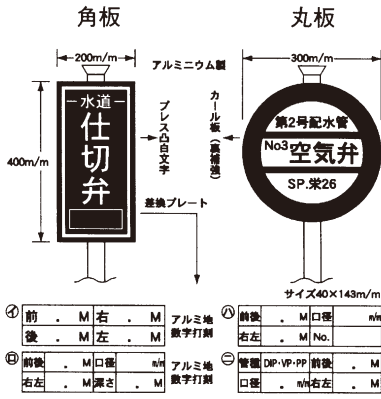 角板
丸板
200m/m
アルミニウム製
300m/m
400m/m
水道
仕切弁
プレス凸白文字
カール板（裏補強）
第2号配水管
No3 空気弁
SP.栄26
差換プレート
サイズ40×143m/m
イ
前 . M 右 . M
後 . M 左 . M
アルミ地
数字打刻
ロ
前後 . M 口径 m/m
右左 . M 深さ . M
アルミ地
数字打刻
ハ
前後 . M 口径 m/m
右左 . M No.
ニ
管種 DIP・VP・PP 前後 . M
口径 . m/m 右左 . M